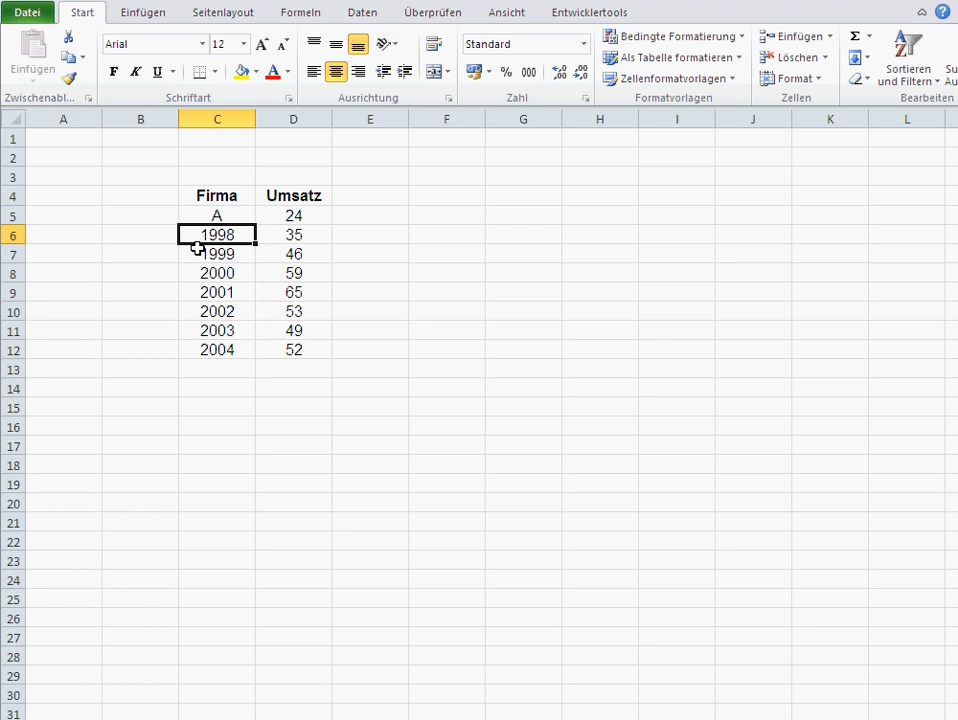 Datei Start Einfügen Seitenlayout Formeln Daten Überprüfen Ansicht Entwicklertools
Einfügen Arial 12 A A Standard Bedingte Formatierung Einfügen Σ
Als Tabelle formatieren Löschen
F K U A % 000 Zellenformatvorlagen Format
Sortieren
und Filtern
Zwischenabl... Schriftart Ausrichtung Zahl Formatvorlagen Zellen Bearbeiten
A B C D E F G H I J K L
1
2
3
4 Firma Umsatz
5 A 24
6 1998 35
7 1999 46
8 2000 59
9 2001 65
10 2002 53
11 2003 49
12 2004 52
13
14
15
16
17
18
19
20
21
22
23
24
25
26
27
28
29
30
31